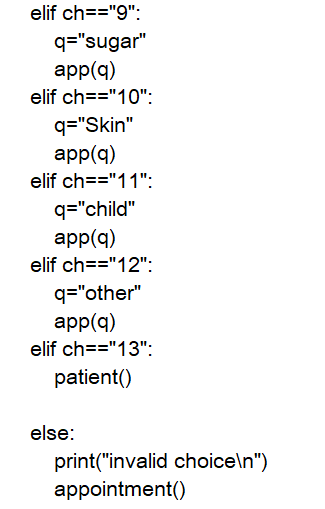 elif ch=="9":
q="sugar"
app(q)
elif ch=="10":
q="Skin"
app(q)
elif ch=="11":
q="child"
app(q)
elif ch=="12":
q="other"
app(q)
elif ch=="13":
patient()
else:
print("invalid choice\n")
appointment()